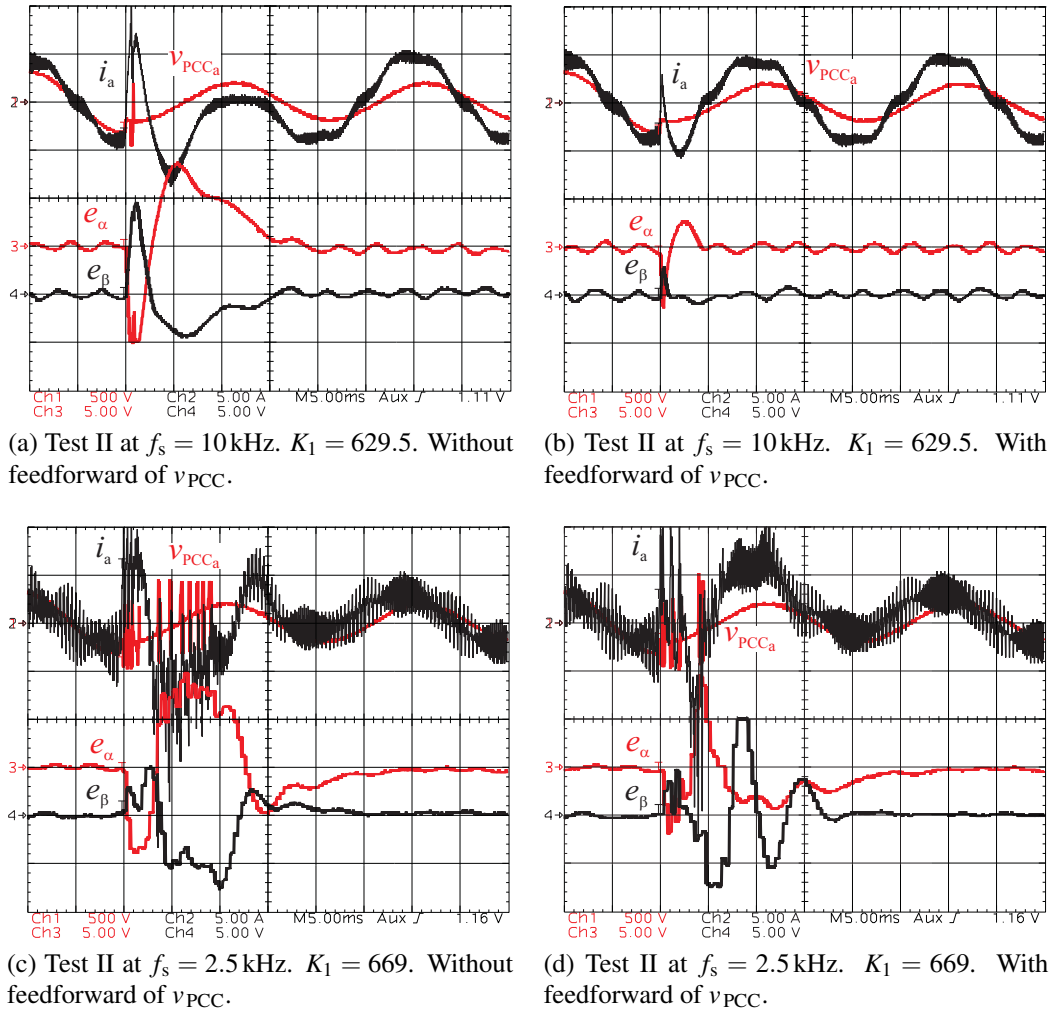 i_a
v_PCCa
2
e_α
3
e_β
4
Ch1 500 V Ch2 5.00 A M5.00ms Aux ʃ 1.11 V
Ch3 5.00 V Ch4 5.00 V
(a) Test II at f_s = 10 kHz. K_1 = 629.5. Without
feedforward of v_PCC.
i_a
v_PCCa
2
e_α
3
e_β
4
Ch1 500 V Ch2 5.00 A M5.00ms Aux ʃ 1.11 V
Ch3 5.00 V Ch4 5.00 V
(b) Test II at f_s = 10 kHz. K_1 = 629.5. With
feedforward of v_PCC.
i_a
v_PCCa
2
e_α
3
e_β
4
Ch1 500 V Ch2 5.00 A M5.00ms Aux ʃ 1.16 V
Ch3 5.00 V Ch4 5.00 V
(c) Test II at f_s = 2.5 kHz. K_1 = 669. Without
feedforward of v_PCC.
i_a
2
v_PCCa
e_α
3
e_β
4
Ch1 500 V Ch2 5.00 A M5.00ms Aux ʃ 1.16 V
Ch3 5.00 V Ch4 5.00 V
(d) Test II at f_s = 2.5 kHz. K_1 = 669. With
feedforward of v_PCC.